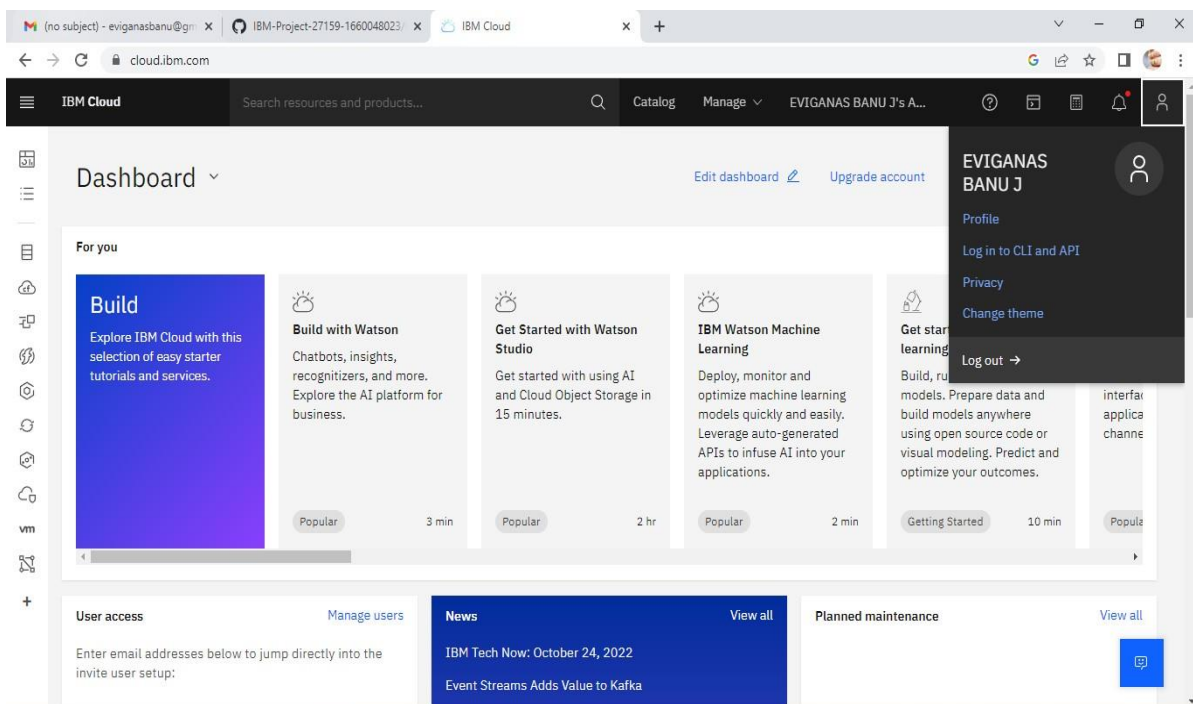 (no subject) - eviganasbanu@gm
IBM-Project-27159-1660048023/
IBM Cloud
cloud.ibm.com
IBM Cloud
Search resources and products...
Catalog
Manage
EVIGANAS BANU J's A...
EVIGANAS
BANU J
Profile
Log in to CLI and API
Privacy
Change theme
Log out →
Dashboard
Edit dashboard
Upgrade account
For you
Build
Explore IBM Cloud with this
selection of easy starter
tutorials and services.
Build with Watson
Chatbots, insights,
recognizers, and more.
Explore the AI platform for
business.
Popular
3 min
Get Started with Watson
Studio
Get started with using AI
and Cloud Object Storage in
15 minutes.
Popular
2 hr
IBM Watson Machine
Learning
Deploy, monitor and
optimize machine learning
models quickly and easily.
Leverage auto-generated
APIs to infuse AI into your
applications.
Popular
2 min
Get star
learning
Build, ru
models. Prepare data and
build models anywhere
using open source code or
visual modeling. Predict and
optimize your outcomes.
Getting Started
10 min
interfac
applica
channe
Popula
vm
User access
Manage users
Enter email addresses below to jump directly into the
invite user setup:
News
View all
IBM Tech Now: October 24, 2022
Event Streams Adds Value to Kafka
Planned maintenance
View all